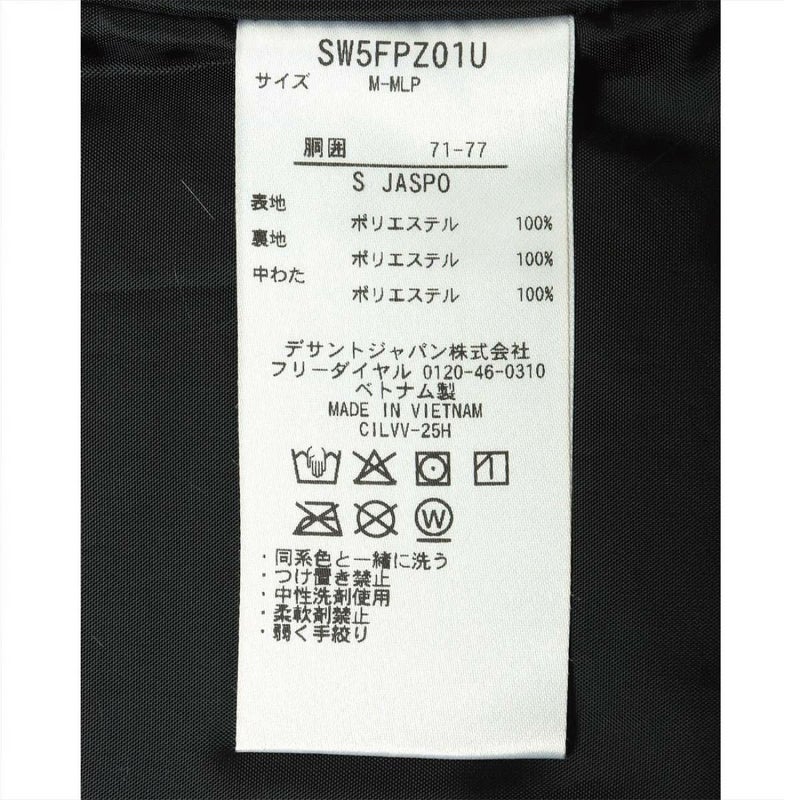 SW5FPZ01U
サイズ M-MLP
胴囲 71-77
S JASPO
表地
ポリエステル 100%
裏地
ポリエステル 100%
中わた
ポリエステル 100%
デサントジャパン株式会社
フリーダイヤル 0120-46-0310
ベトナム製
MADE IN VIETNAM
CILVV-25H
W
・同系色と一緒に洗う
・つけ置き禁止
・中性洗剤使用
・柔軟剤禁止
・弱く手絞り